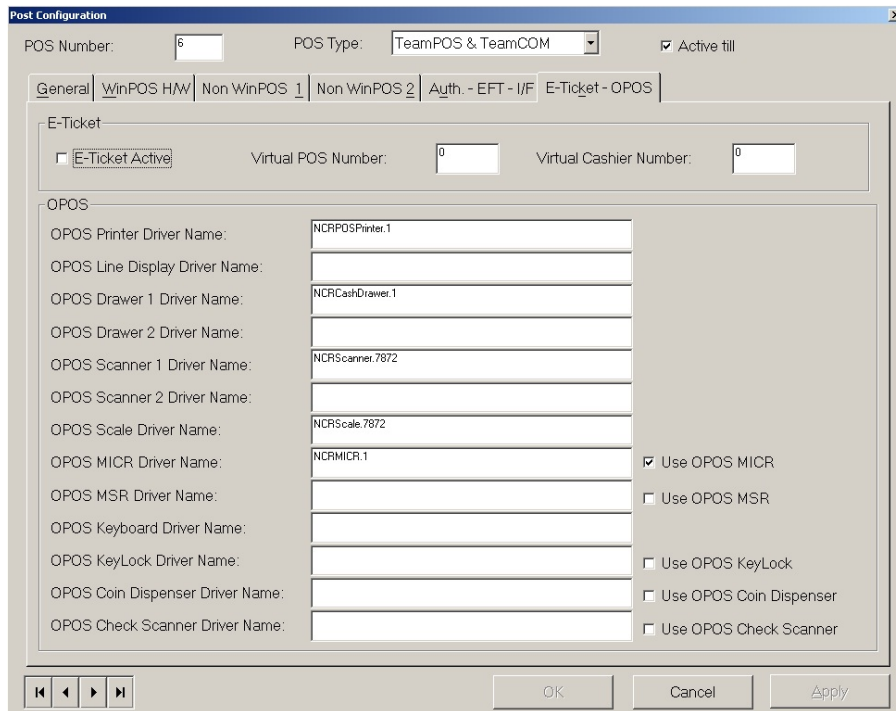 Post Configuration
POS Number: 6 POS Type: TeamPOS & TeamCOM Active till
General WinPOS H/W Non WinPOS 1 Non WinPOS 2 Auth. - EFT - I/F E-Ticket - OPOS
E-Ticket
E-Ticket Active Virtual POS Number: 0 Virtual Cashier Number: 0
OPOS
OPOS Printer Driver Name: NCRPOSPrinter.1
OPOS Line Display Driver Name:
OPOS Drawer 1 Driver Name: NCRCashDrawer.1
OPOS Drawer 2 Driver Name:
OPOS Scanner 1 Driver Name: NCRScanner.7872
OPOS Scanner 2 Driver Name:
OPOS Scale Driver Name: NCRScale.7872
OPOS MICR Driver Name: NCRMICR.1 Use OPOS MICR
OPOS MSR Driver Name: Use OPOS MSR
OPOS Keyboard Driver Name:
OPOS KeyLock Driver Name: Use OPOS KeyLock
OPOS Coin Dispenser Driver Name: Use OPOS Coin Dispenser
OPOS Check Scanner Driver Name: Use OPOS Check Scanner
OK Cancel Apply